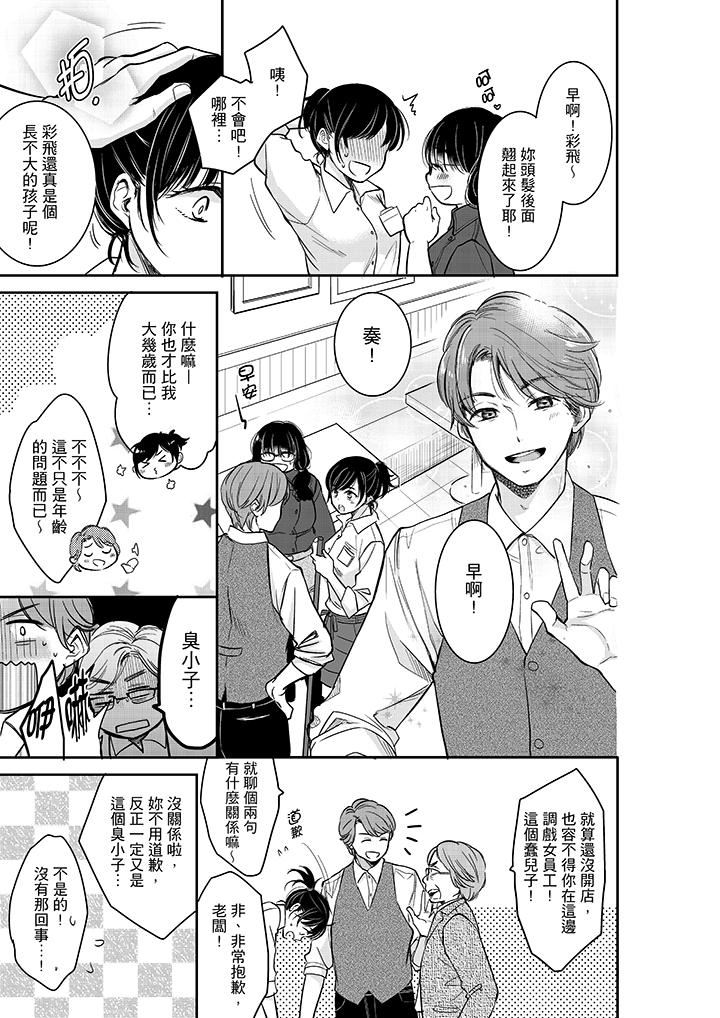 早啊！彩飛～
呵呵
妳頭髮後面
翹起來了耶！
咦！
不會吧！
哪裡…
彩飛還真是個
長不大的孩子呢！
奏！
早啊！
早安
什麼嘛—
你也才比我
大幾歲而已…
不不不～
這不只是年齡
的問題而已～
臭小子…
嚇
咿
就算還沒開店，
也容不得你在這邊
調戲女員工！
這個蠢兒子！
就聊個兩句
有什麼關係嘛～
道歉
非、非常抱歉，
老闆！
沒關係啦，
妳不用道歉，
反正一定又是
這個臭小子…
不是的！
沒有那回事…！